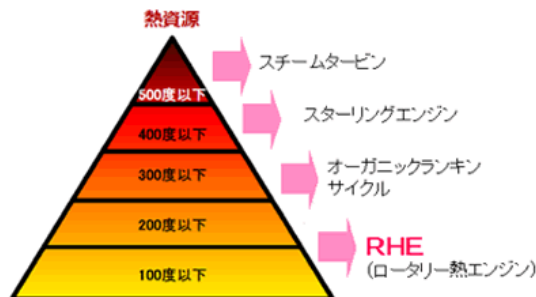 熱資源
スチームタービン
500度以下
スターリングエンジン
400度以下
オーガニックランキン
サイクル
300度以下
200度以下
RHE
(ロータリー熱エンジン)
100度以下